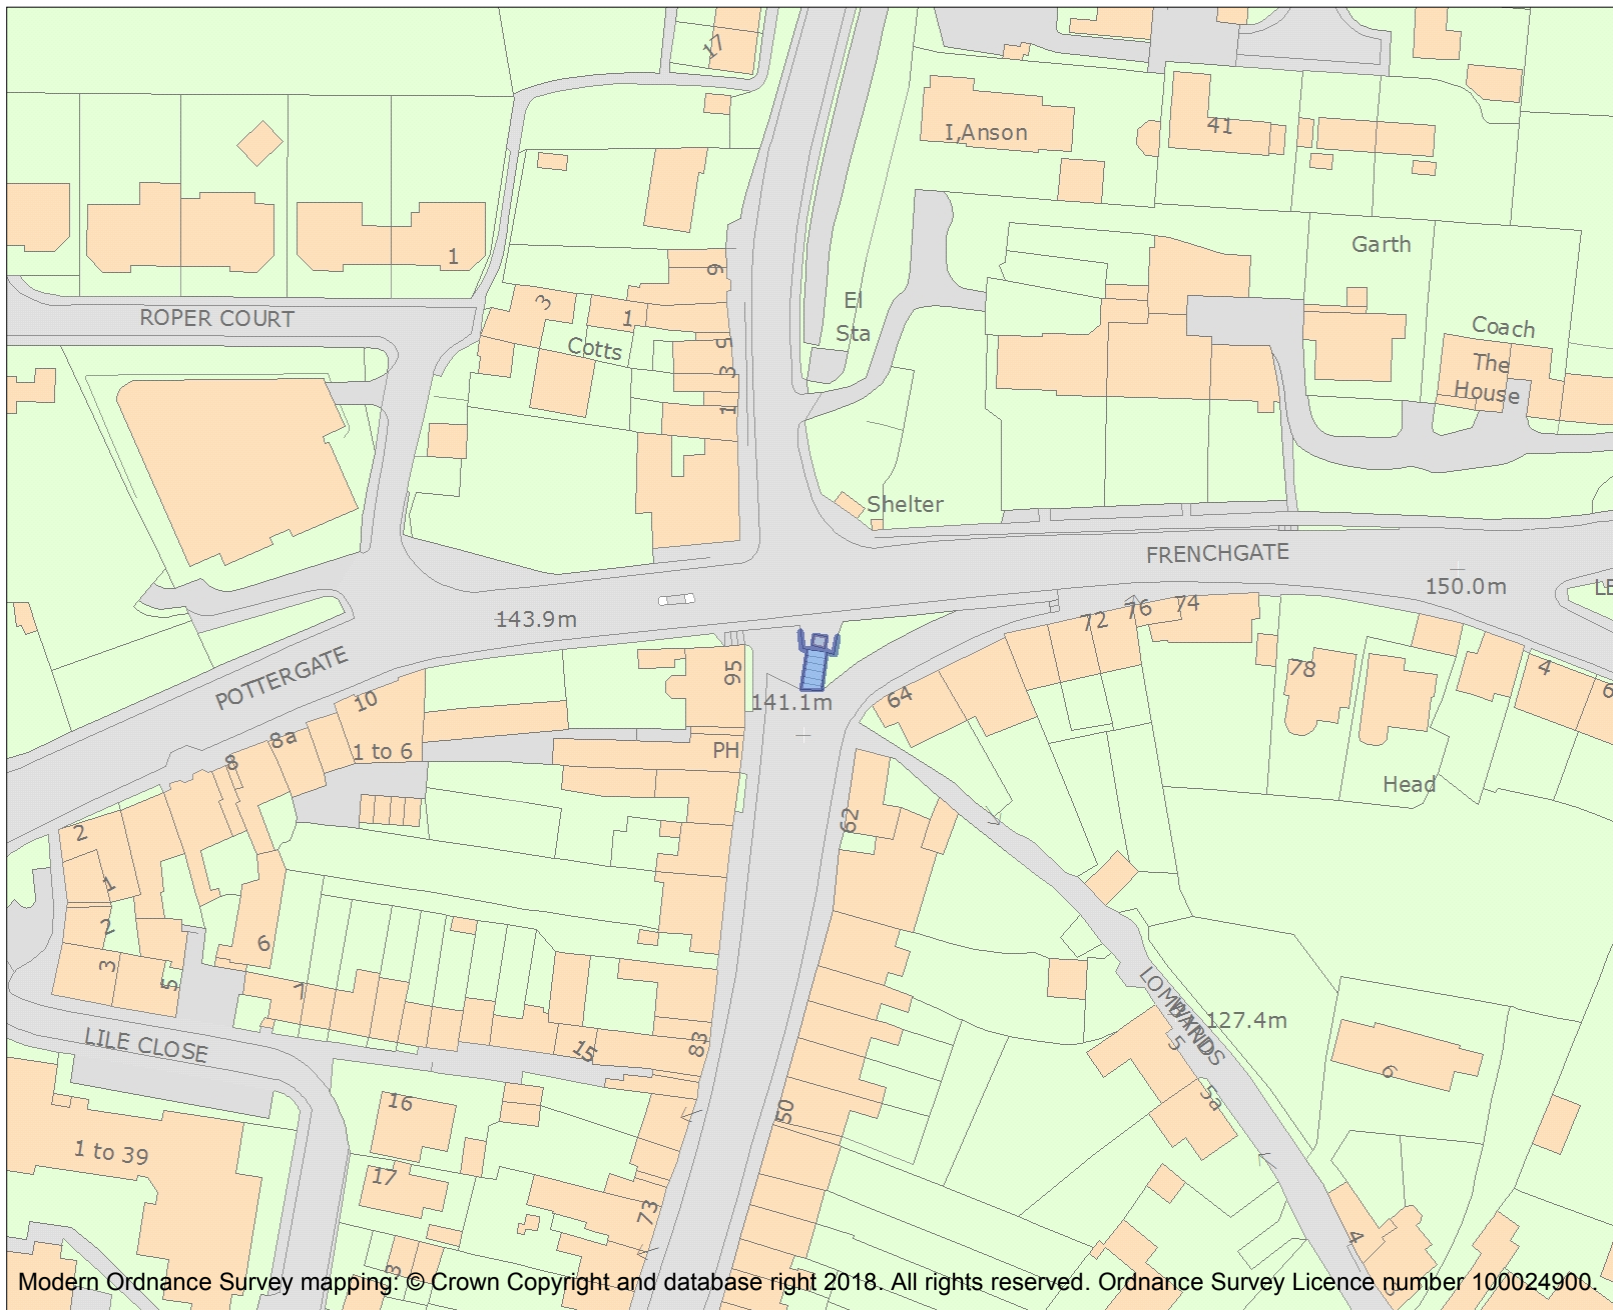 17
I,Anson
41
1
Garth
9
3
1
El
Sta
ROPER COURT
Cotts
5
3
1
Coach
The
House
Shelter
FRENCHGATE
150.0m
LE
143.9m
72
76
74
POTTERGATE
95
141.1m
64
78
4
6
10
8a
8
1 to 6
PH
Head
62
2
1
2
3
5
6
7
LOMBARDS
WYND
127.4m
5
5a
6
LILE CLOSE
15
83
16
50
1 to 39
17
73
4
3
Modern Ordnance Survey mapping: © Crown Copyright and database right 2018. All rights reserved. Ordnance Survey Licence number 100024900.